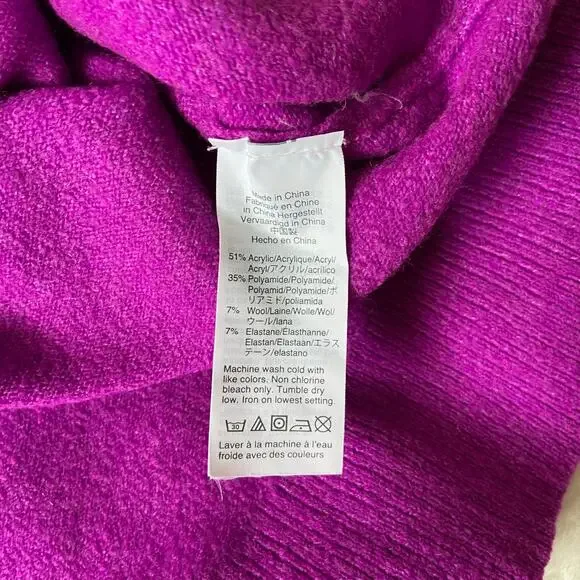 Made in China
Fabriqué en Chine
in China Hergestellt
Vervaardigd in China
中国製
Hecho en China
51% Acrylic/Acrylique/Acryl/
Acryl/アクリル/acrílico
35% Polyamide/Polyamide/
Polyamid/Polyamide/ポ
リアミド/poliamida
7% Wool/Laine/Wolle/Wol/
ウール/lana
7% Elastane/Élasthanne/
Elastan/Elastaan/エラス
テーン/elastano
Machine wash cold with
like colors. Non chlorine
bleach only. Tumble dry
low. Iron on lowest setting.
30
Laver à la machine à l'eau
froide avec des couleurs